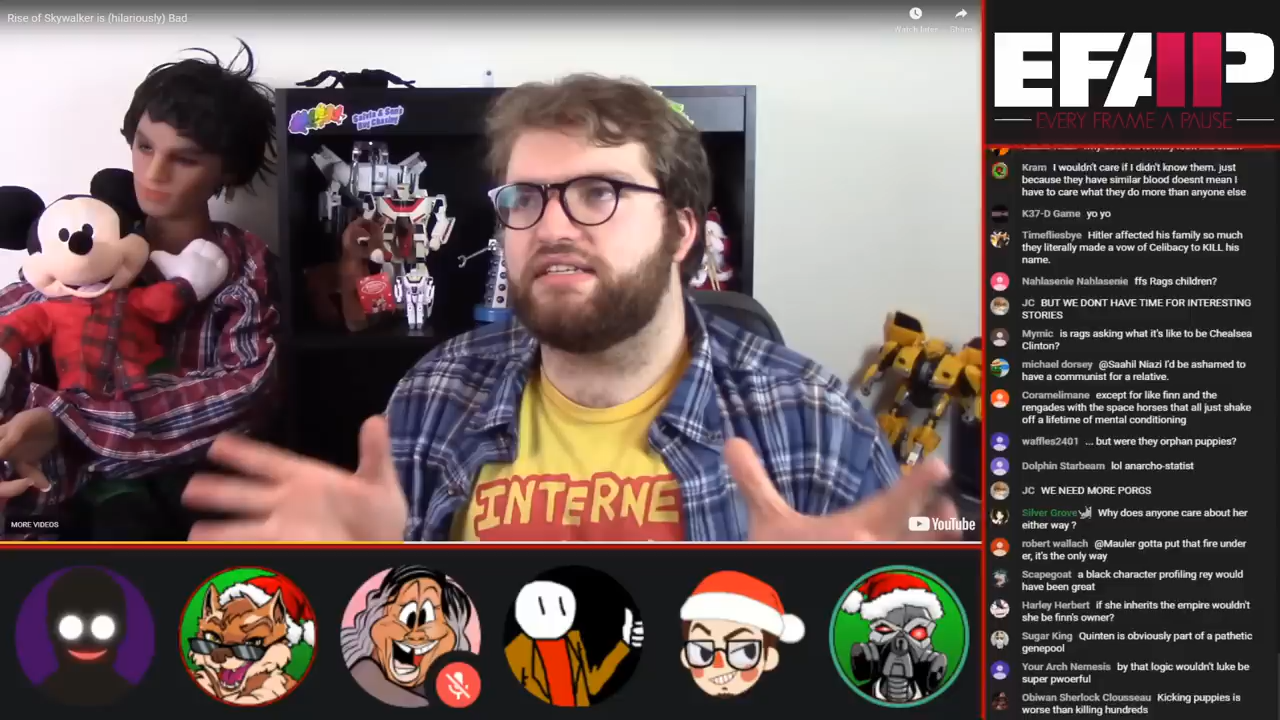 Rise of Skywalker is (hilariously) Bad
Watch later
Share
Calvin & Sons
Bug Chasing
INTERNE
MORE VIDEOS
YouTube
EFAP
EVERY FRAME A PAUSE
Kram I wouldn't care if I didn't know them. just
because they have similar blood doesnt mean I
have to care what they do more than anyone else
K37-D Game yo yo
Timefliesbye Hitler affected his family so much
they literally made a vow of Celibacy to KILL his
name.
Nahlasenie Nahlasenie ffs Rags children?
JC BUT WE DONT HAVE TIME FOR INTERESTING
STORIES
Mymic is rags asking what it's like to be Chealsea
Clinton?
michael dorsey @Saahil Niazi I'd be ashamed to
have a communist for a relative.
Coramelimane except for like finn and the
rengades with the space horses that all just shake
off a lifetime of mental conditioning
waffles2401 ... but were they orphan puppies?
Dolphin Starbeam lol anarcho-statist
JC WE NEED MORE PORGS
Silver Grove Why does anyone care about her
either way ?
robert wallach @Mauler gotta put that fire under
er, it's the only way
Scapegoat a black character profiling rey would
have been great
Harley Herbert if she inherits the empire wouldn't
she be finn's owner?
Sugar King Quinten is obviously part of a pathetic
genepool
Your Arch Nemesis by that logic wouldn't luke be
super pwoerful
Obiwan Sherlock Clousseau Kicking puppies is
worse than killing hundreds